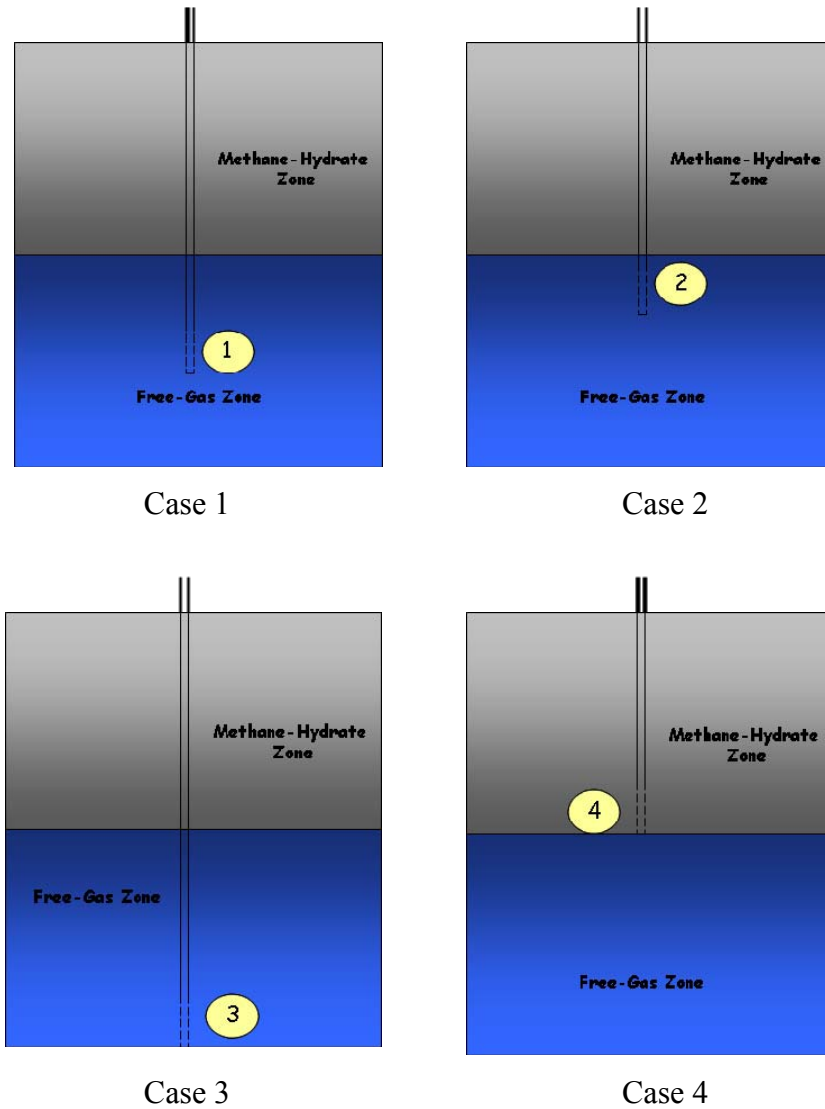 Methane-Hydrate
Zone
1
Free-Gas Zone
Case 1
Methane-Hydrate
Zone
2
Free-Gas Zone
Case 2
Methane-Hydrate
Zone
Free-Gas Zone
3
Case 3
Methane-Hydrate
Zone
4
Free-Gas Zone
Case 4